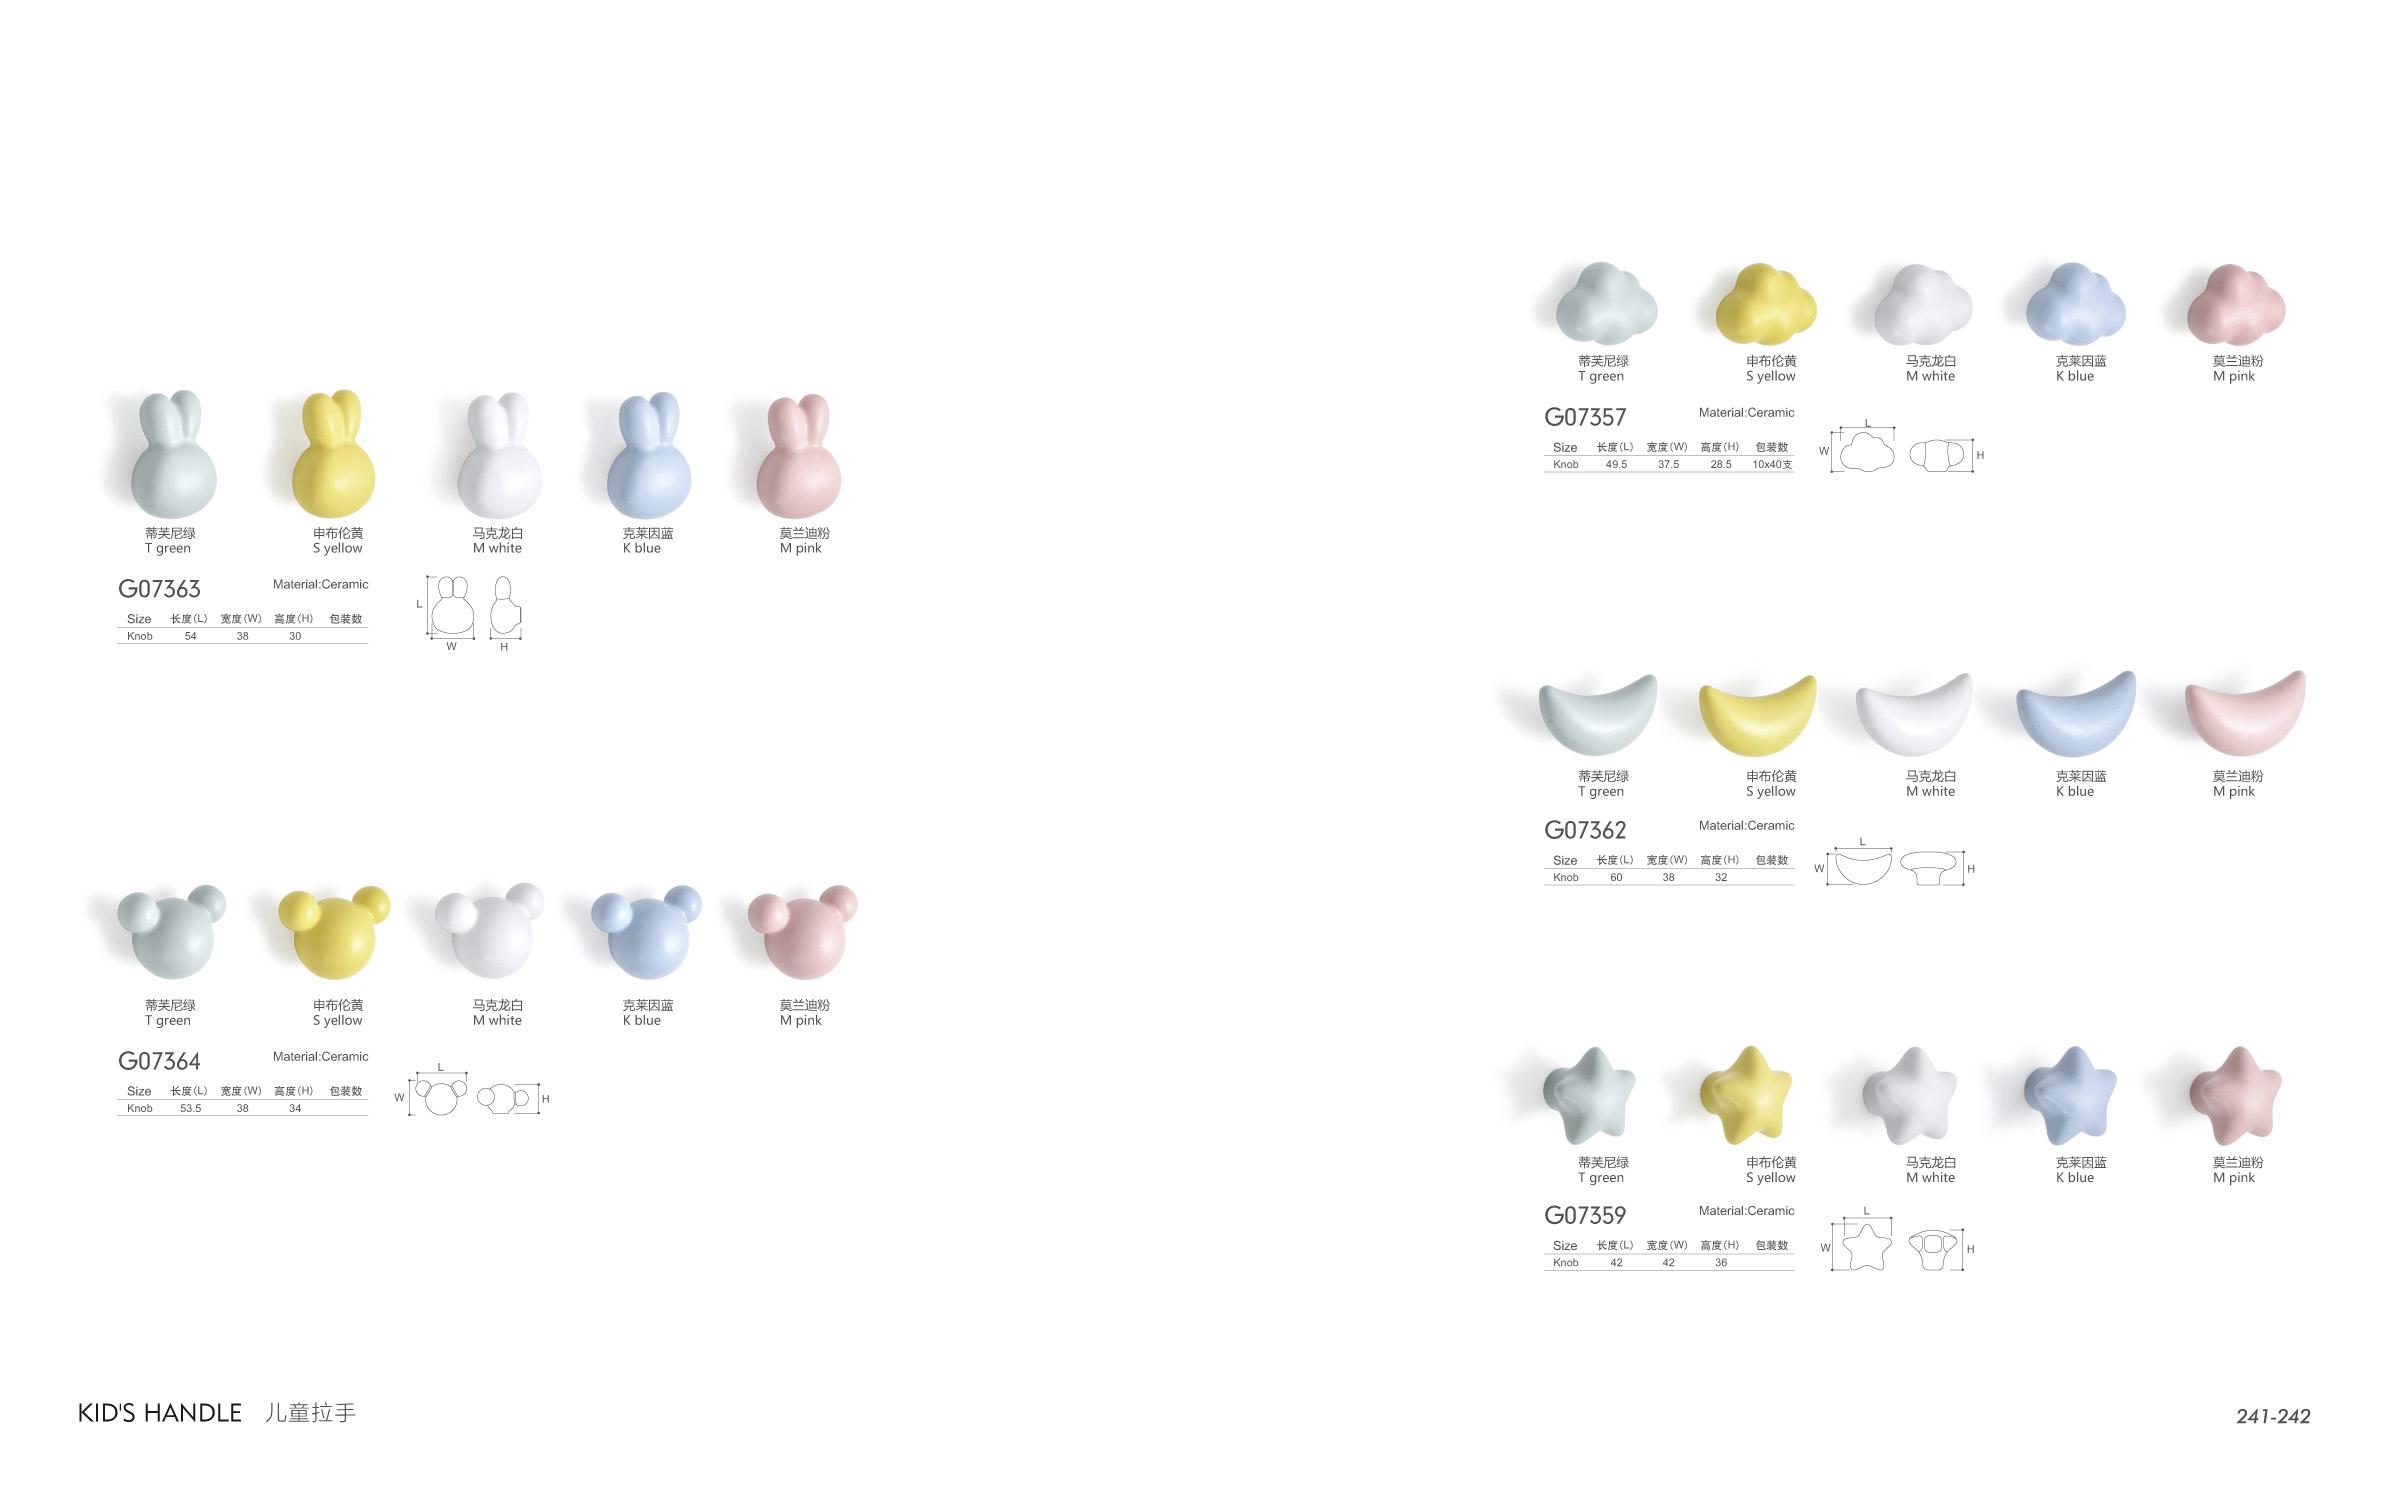 蒂芙尼绿 申布伦黄 马克龙白 克莱因蓝 莫兰迪粉
T green S yellow M white K blue M pink
G07363 Material:Ceramic
Size 长度(L) 宽度(W) 高度(H) 包装数
Knob 54 38 30
L
W H
蒂芙尼绿 申布伦黄 马克龙白 克莱因蓝 莫兰迪粉
T green S yellow M white K blue M pink
G07364 Material:Ceramic
Size 长度(L) 宽度(W) 高度(H) 包装数
Knob 53.5 38 34
L
W H
蒂芙尼绿 申布伦黄 马克龙白 克莱因蓝 莫兰迪粉
T green S yellow M white K blue M pink
G07357 Material:Ceramic
Size 长度(L) 宽度(W) 高度(H) 包装数
Knob 49.5 37.5 28.5 10x40支
L
W H
蒂芙尼绿 申布伦黄 马克龙白 克莱因蓝 莫兰迪粉
T green S yellow M white K blue M pink
G07362 Material:Ceramic
Size 长度(L) 宽度(W) 高度(H) 包装数
Knob 60 38 32
L
W H
蒂芙尼绿 申布伦黄 马克龙白 克莱因蓝 莫兰迪粉
T green S yellow M white K blue M pink
G07359 Material:Ceramic
Size 长度(L) 宽度(W) 高度(H) 包装数
Knob 42 42 36
L
W H
KID'S HANDLE 儿童拉手
241-242